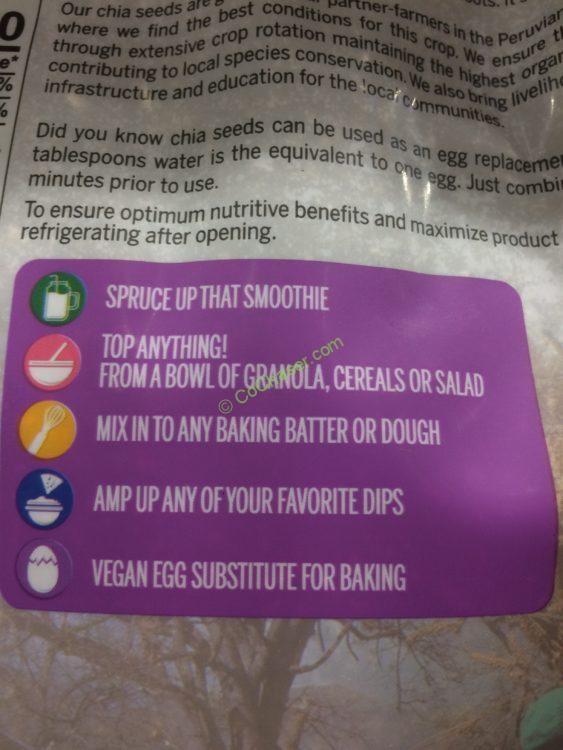 Our chia seeds are partner-farmers in the Peruvian
where we find the best conditions for this crop. We ensure
through extensive crop rotation maintaining the highest
contributing to local species conservation. We also bring
infrastructure and education for the local communities.
Did you know chia seeds can be used as an egg
tablespoons water is the equivalent to one egg. Just
minutes prior to use.
To ensure optimum nutritive benefits and maximize product
refrigerating after opening.
SPRUCE UP THAT SMOOTHIE
TOP ANYTHING!
FROM A BOWL OF GRANOLA, CEREALS OR SALAD
© CoChaser.com
MIX IN TO ANY BAKING BATTER OR DOUGH
AMP UP ANY OF YOUR FAVORITE DIPS
VEGAN EGG SUBSTITUTE FOR BAKING